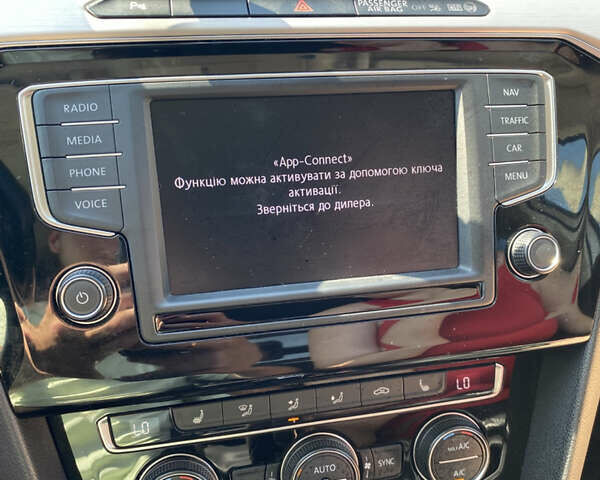 PASSENGER
AIR BAG OFF
RADIO
MEDIA
PHONE
VOICE
NAV
TRAFFIC
CAR
MENU
«App-Connect»
Функцію можна активувати за допомогою ключа
активації.
Зверніться до дилера.
LO
LO
AUTO
SYNC
A/C
A/C